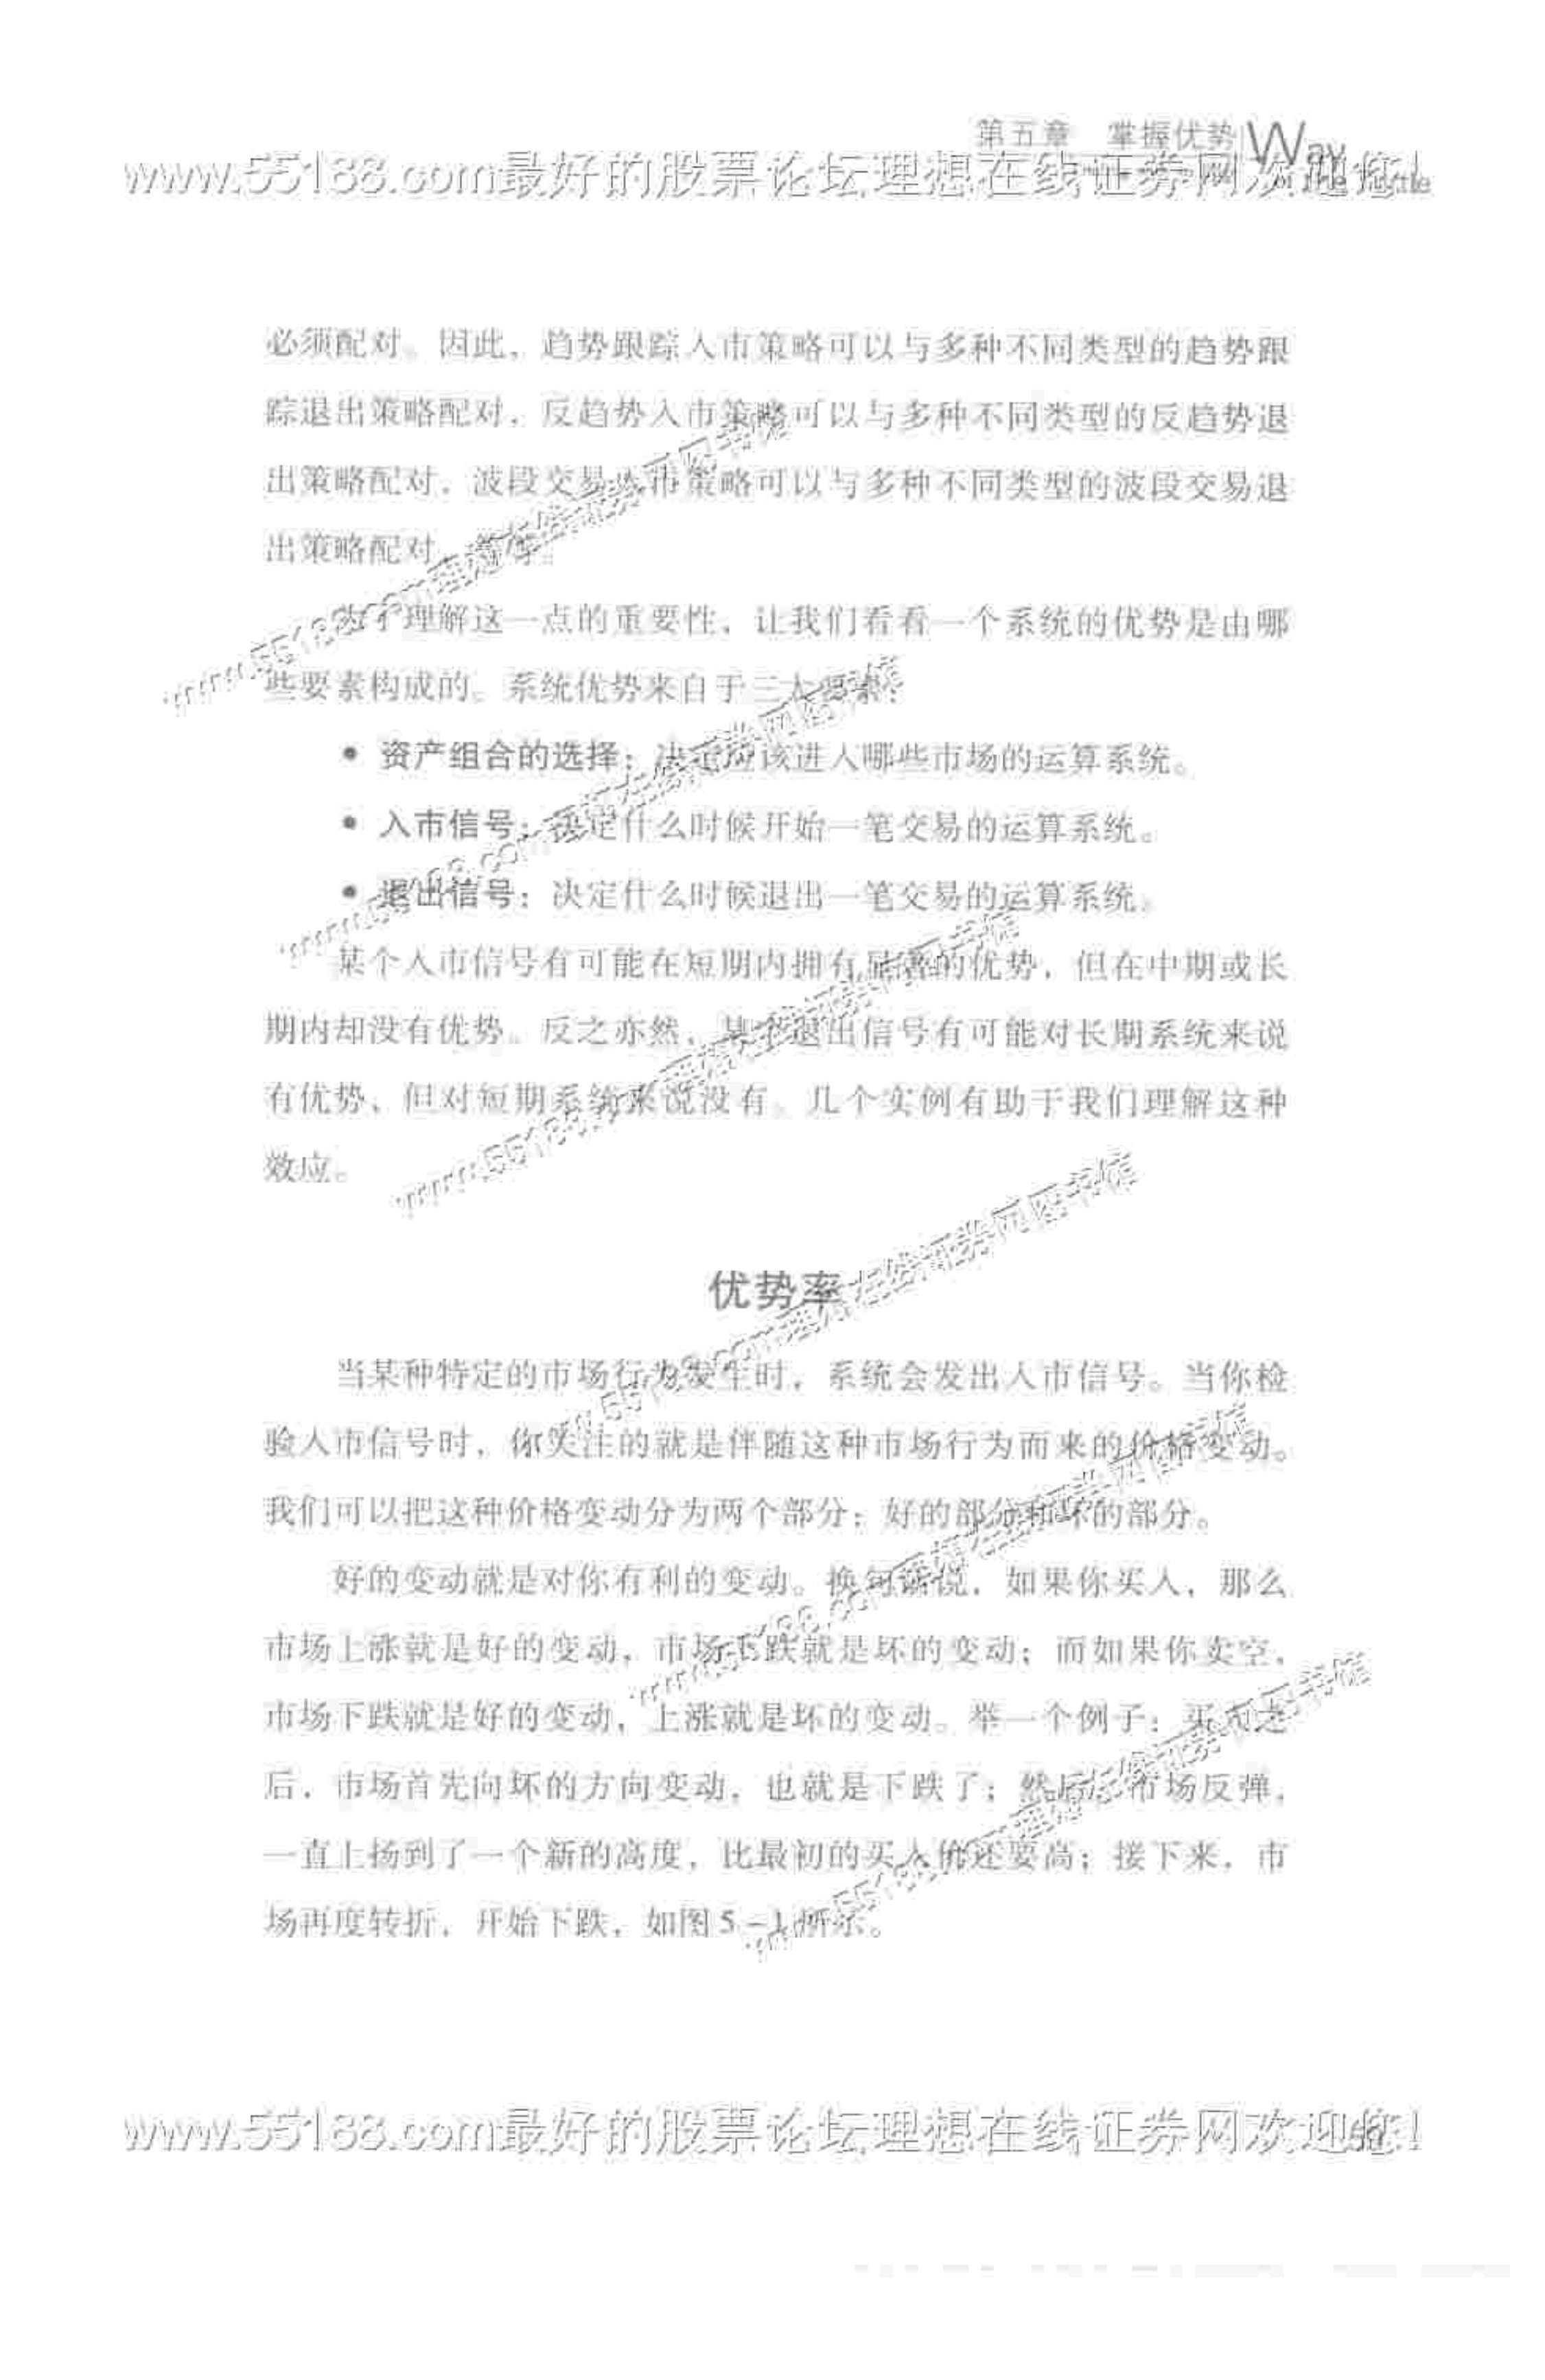 第五章 掌握优势 Way
www.55188.com最好的股票论坛理想在线证券网欢迎您!
必须配对。因此，趋势跟踪入市策略可以与多种不同类型的趋势跟
踪退出策略配对，反趋势入市策略可以与多种不同类型的反趋势退
出策略配对，波段交易入市策略可以与多种不同类型的波段交易退
出策略配对，等等。
为了理解这一点的重要性，让我们看看一个系统的优势是由哪
些要素构成的。系统优势来自于三大要素：
• 资产组合的选择：决定应该进入哪些市场的运算系统。
• 入市信号：决定什么时候开始一笔交易的运算系统。
• 退出信号：决定什么时候退出一笔交易的运算系统。
某个入市信号有可能在短期内拥有显著的优势，但在中期或长
期内却没有优势。反之亦然，某个退出信号有可能对长期系统来说
有优势，但对短期系统来说没有。几个实例有助于我们理解这种
效应。
优势率
当某种特定的市场行为发生时，系统会发出入市信号。当你检
验入市信号时，你关注的就是伴随这种市场行为而来的价格变动。
我们可以把这种价格变动分为两个部分：好的部分和坏的部分。
好的变动就是对你有利的变动。换句话说，如果你买入，那么
市场上涨就是好的变动，市场下跌就是坏的变动；而如果你卖空，
市场下跌就是好的变动，上涨就是坏的变动。举一个例子：买入之
后，市场首先向坏的方向变动，也就是下跌了；然后，市场反弹，
一直上扬到了一个新的高度，比最初的买入价还要高；接下来，市
场再度转折，开始下跌，如图5-1所示。
www.55188.com最好的股票论坛理想在线证券网欢迎您!